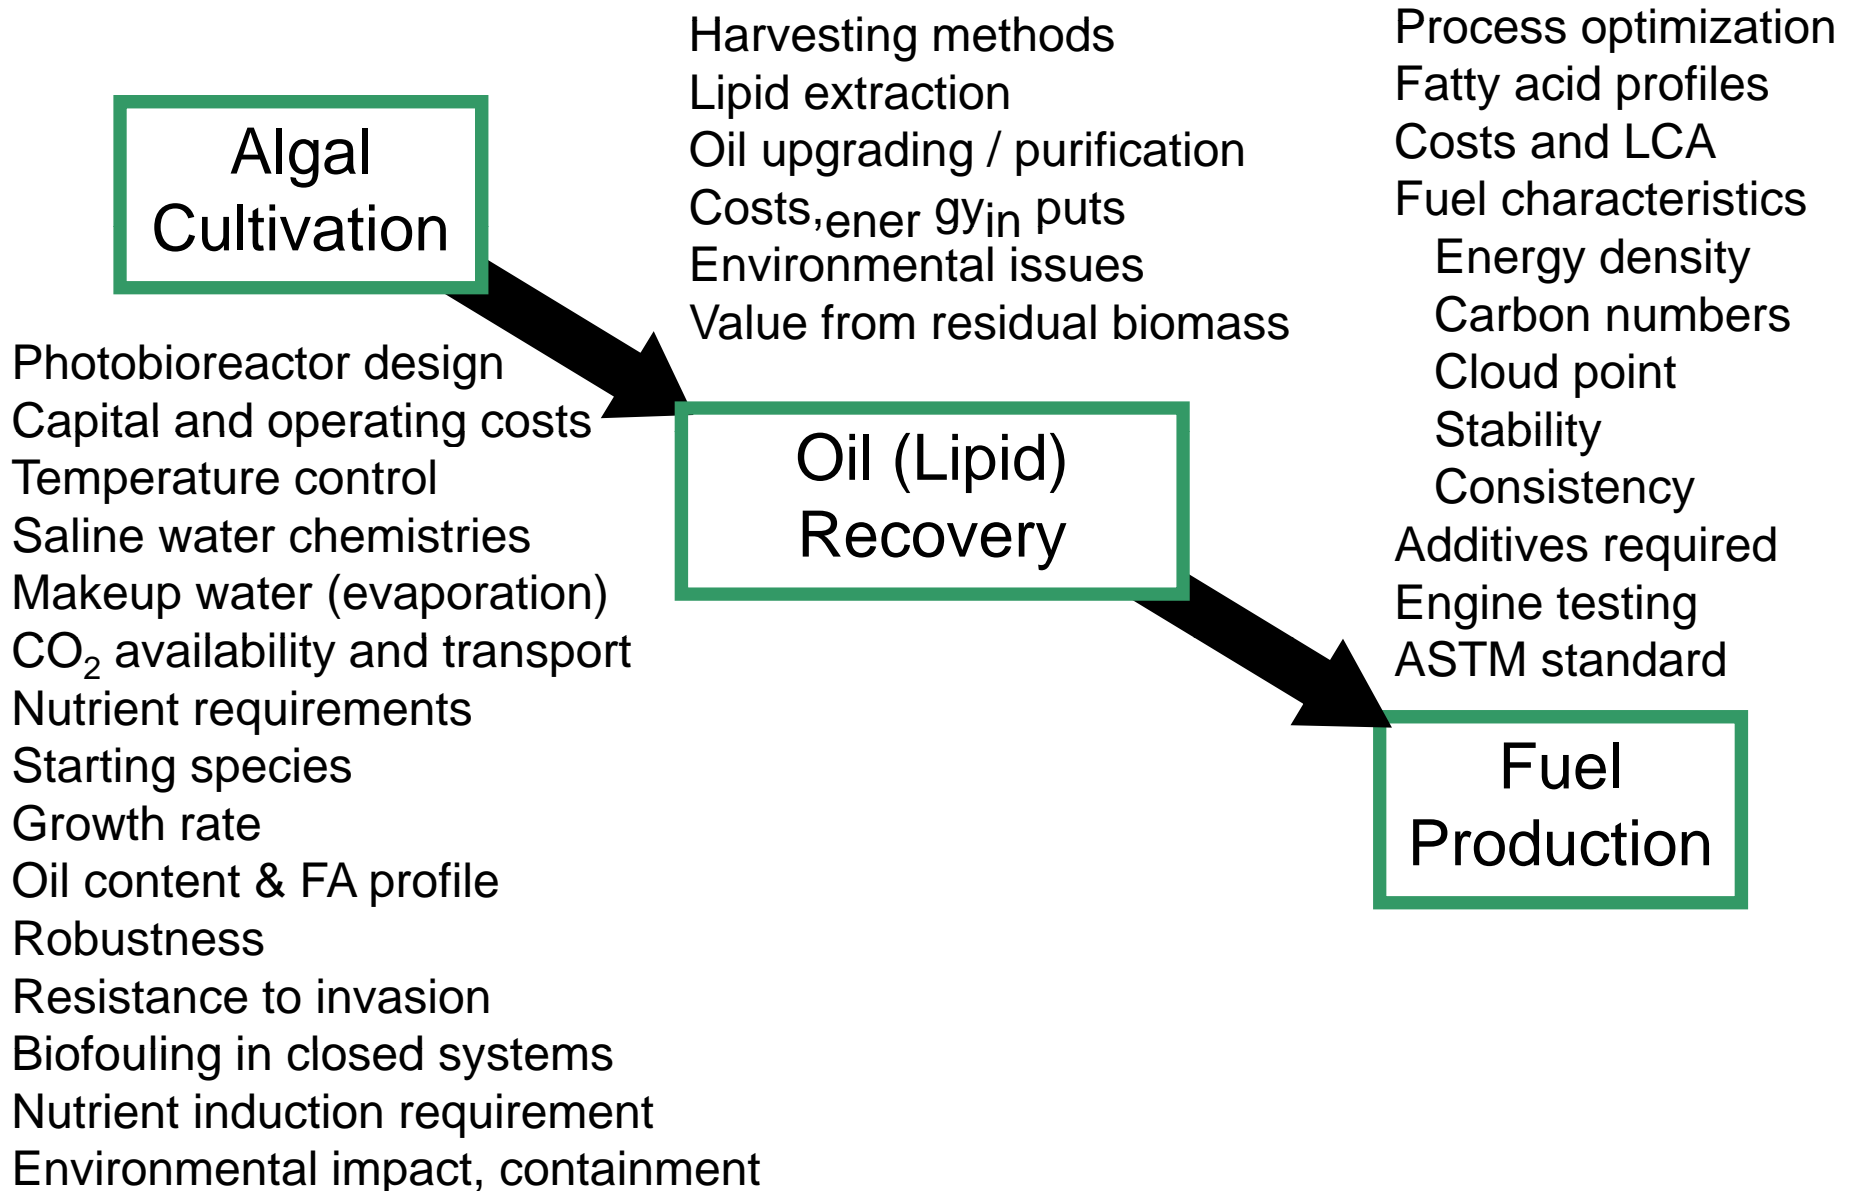 Algal
Cultivation
Photobioreactor design
Capital and operating costs
Temperature control
Saline water chemistries
Makeup water (evaporation)
CO₂ availability and transport
Nutrient requirements
Starting species
Growth rate
Oil content & FA profile
Robustness
Resistance to invasion
Biofouling in closed systems
Nutrient induction requirement
Environmental impact, containment
Harvesting methods
Lipid extraction
Oil upgrading / purification
Costs, ener gy in puts
Environmental issues
Value from residual biomass
Oil (Lipid)
Recovery
Process optimization
Fatty acid profiles
Costs and LCA
Fuel characteristics
Energy density
Carbon numbers
Cloud point
Stability
Consistency
Additives required
Engine testing
ASTM standard
Fuel
Production